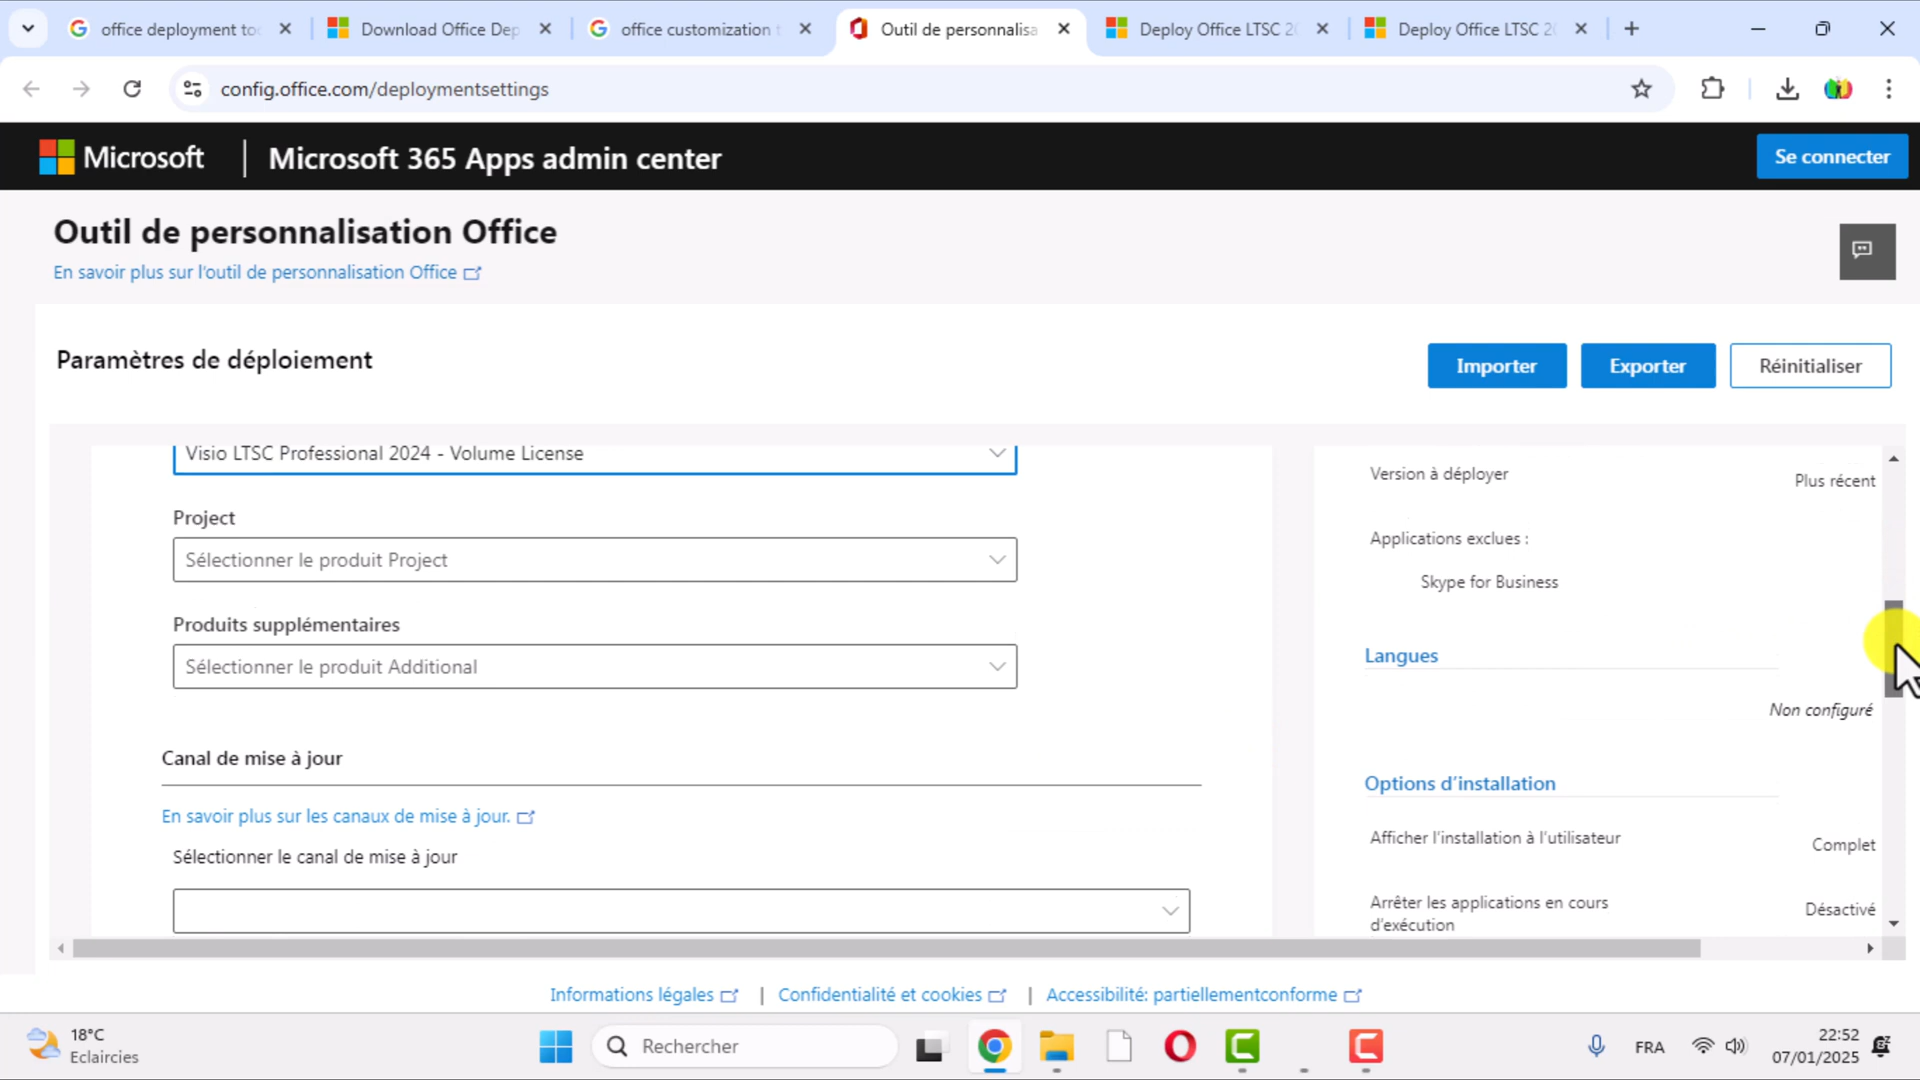 office deployment to
Download Office Dep
office customization t
Outil de personnalisa
Deploy Office LTSC 20
Deploy Office LTSC 20
config.office.com/deploymentsettings
Microsoft | Microsoft 365 Apps admin center
Se connecter
Outil de personnalisation Office
En savoir plus sur l'outil de personnalisation Office
Paramètres de déploiement
Importer
Exporter
Réinitialiser
Visio LTSC Professional 2024 - Volume License
Project
Sélectionner le produit Project
Produits supplémentaires
Sélectionner le produit Additional
Canal de mise à jour
En savoir plus sur les canaux de mise à jour.
Sélectionner le canal de mise à jour
Version à déployer
Plus récent
Applications exclues :
Skype for Business
Langues
Non configuré
Options d'installation
Afficher l'installation à l'utilisateur
Complet
Arrêter les applications en cours
d'exécution
Désactivé
Informations légales | Confidentialité et cookies | Accessibilité: partiellementconforme
18°C
Eclaircies
Rechercher
FRA
22:52
07/01/2025